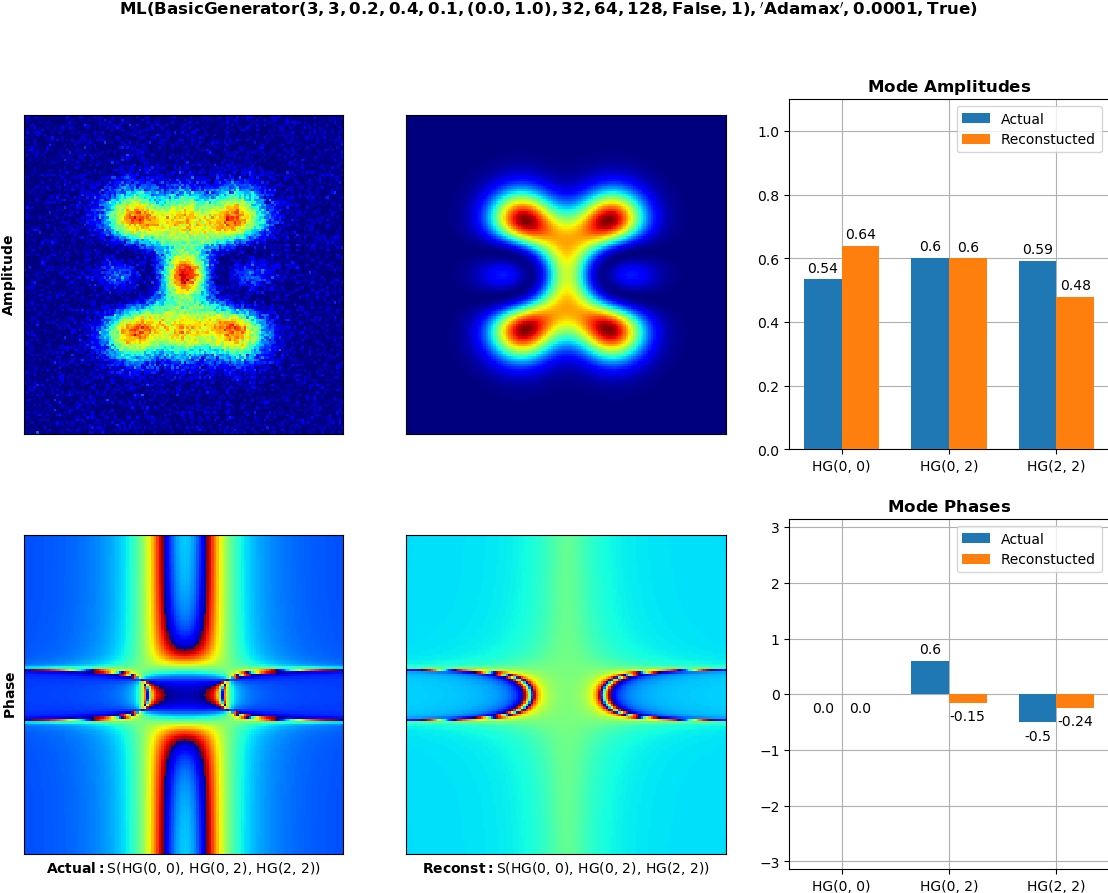 ML(BasicGenerator(3, 3, 0.2, 0.4, 0.1, (0.0, 1.0), 32, 64, 128, False, 1), ′Adamax′, 0.0001, True)
Amplitude
Mode Amplitudes
Actual
Reconstucted
1.0
0.8
0.6
0.4
0.2
0.0
0.54
0.64
0.6
0.6
0.59
0.48
HG(0, 0)
HG(0, 2)
HG(2, 2)
Phase
Actual: S(HG(0, 0), HG(0, 2), HG(2, 2))
Reconst: S(HG(0, 0), HG(0, 2), HG(2, 2))
Mode Phases
Actual
Reconstucted
3
2
1
0
−1
−2
−3
0.0
0.0
0.6
-0.15
-0.5
-0.24
HG(0, 0)
HG(0, 2)
HG(2, 2)